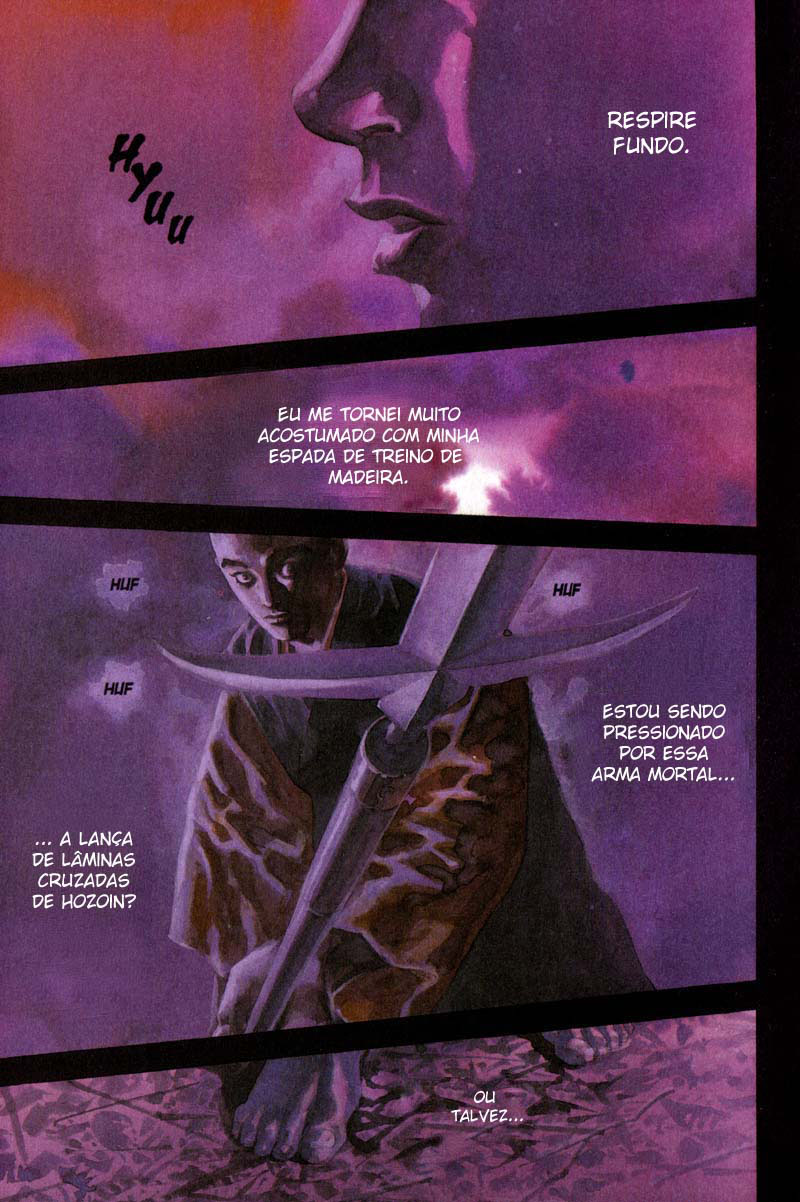 RESPIRE
FUNDO.
HYUU
EU ME TORNEI MUITO
ACOSTUMADO COM MINHA
ESPADA DE TREINO DE
MADEIRA.
HUF
HUF
HUF
ESTOU SENDO
PRESSIONADO
POR ESSA
ARMA MORTAL...
... A LANÇA
DE LÂMINAS
CRUZADAS
DE HOZOIN?
OU
TALVEZ...